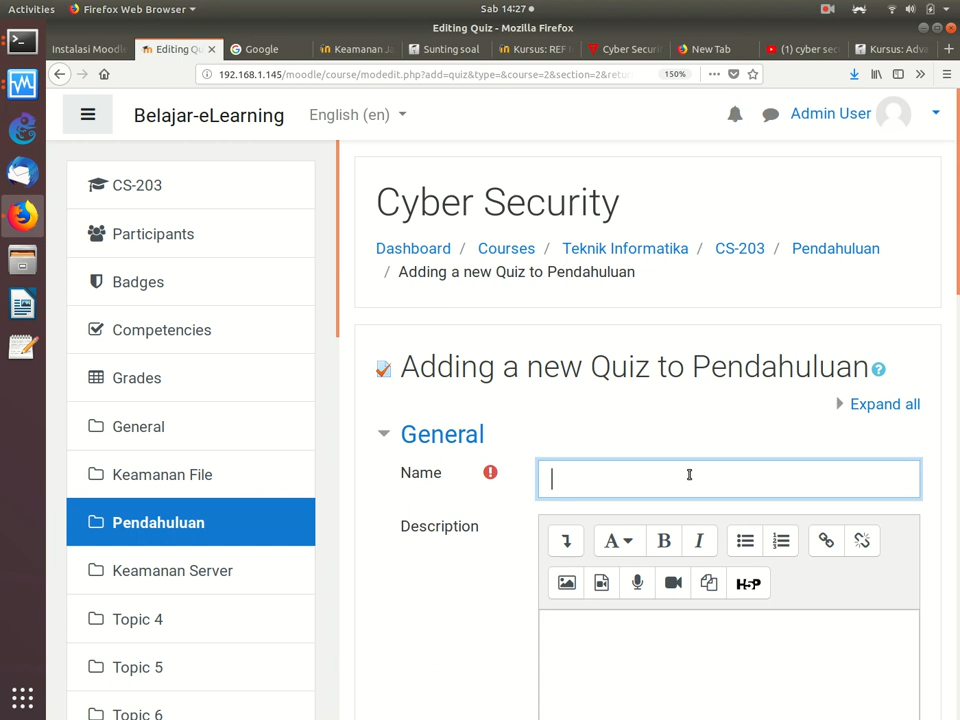 Activities Firefox Web Browser Sab 14:27
Editing Quiz - Mozilla Firefox
Instalasi Moodl Editing Qu Google Keamanan Ju Sunting soal Kursus: REF Cyber Securi New Tab (1) cyber sec Kursus: Adva
192.168.1.145/moodle/course/modedit.php?add=quiz&type=&course=2&section=2&retur 150%
Belajar-eLearning English (en) Admin User
CS-203
Participants
Badges
Competencies
Grades
General
Keamanan File
Pendahuluan
Keamanan Server
Topic 4
Topic 5
Topic 6
Cyber Security
Dashboard / Courses / Teknik Informatika / CS-203 / Pendahuluan
/ Adding a new Quiz to Pendahuluan
Adding a new Quiz to Pendahuluan
Expand all
General
Name
Description
A B I
H5P